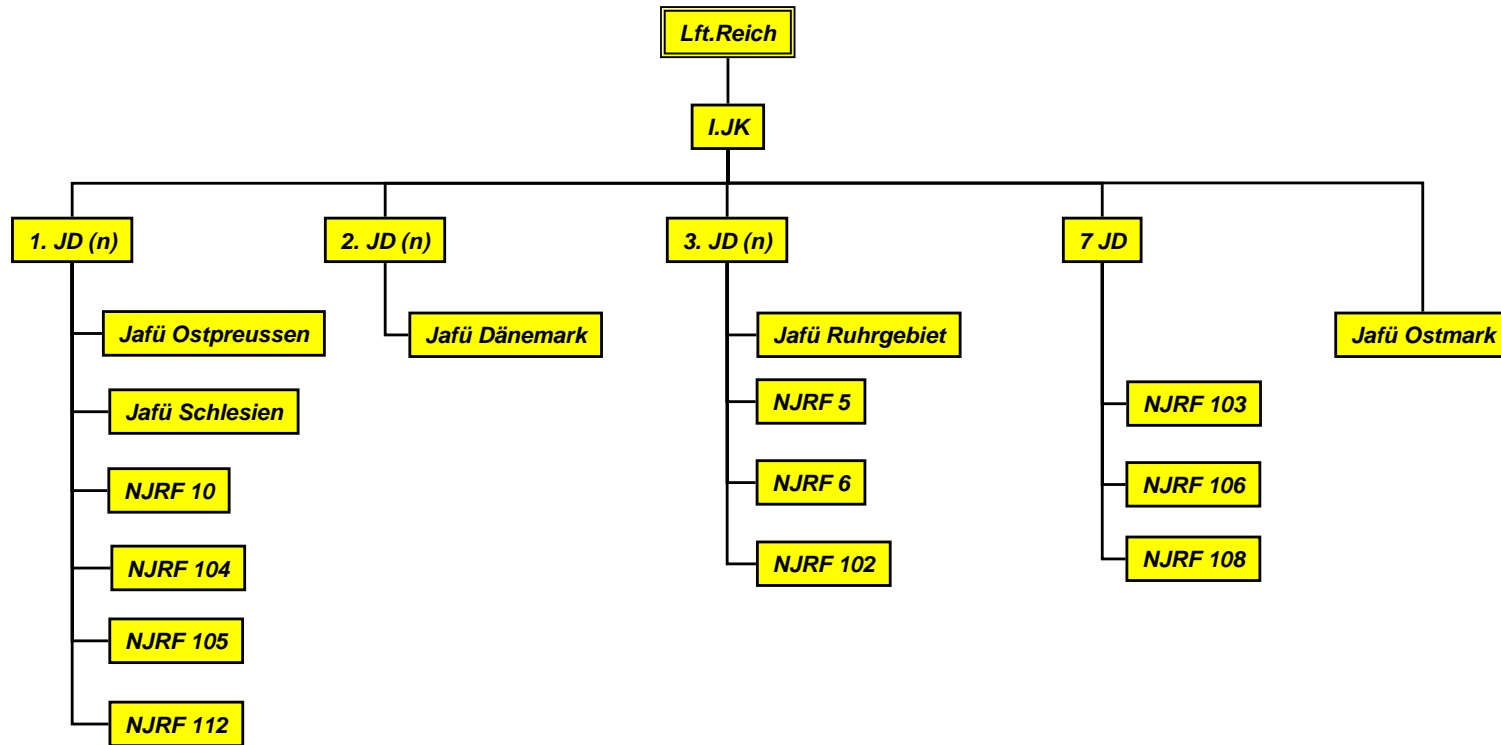 Lft.Reich
I.JK
1. JD (n)
2. JD (n)
3. JD (n)
7 JD
Jafü Ostpreussen
Jafü Dänemark
Jafü Ruhrgebiet
Jafü Ostmark
Jafü Schlesien
NJRF 5
NJRF 103
NJRF 10
NJRF 6
NJRF 106
NJRF 104
NJRF 102
NJRF 108
NJRF 105
NJRF 112